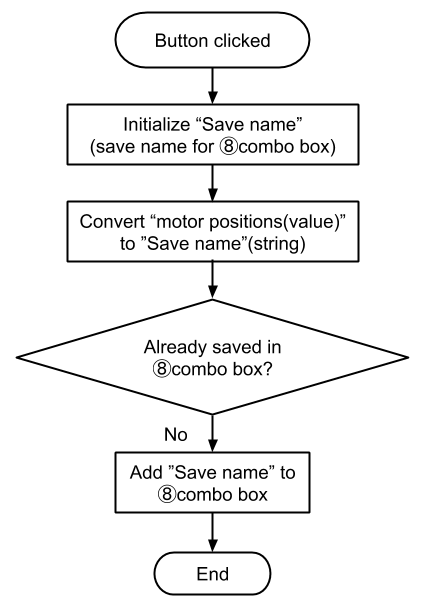 Button clicked
Initialize “Save name”
(save name for ⑧combo box)
Convert “motor positions(value)”
to ”Save name”(string)
Already saved in
⑧combo box?
No
Add ”Save name” to
⑧combo box
End